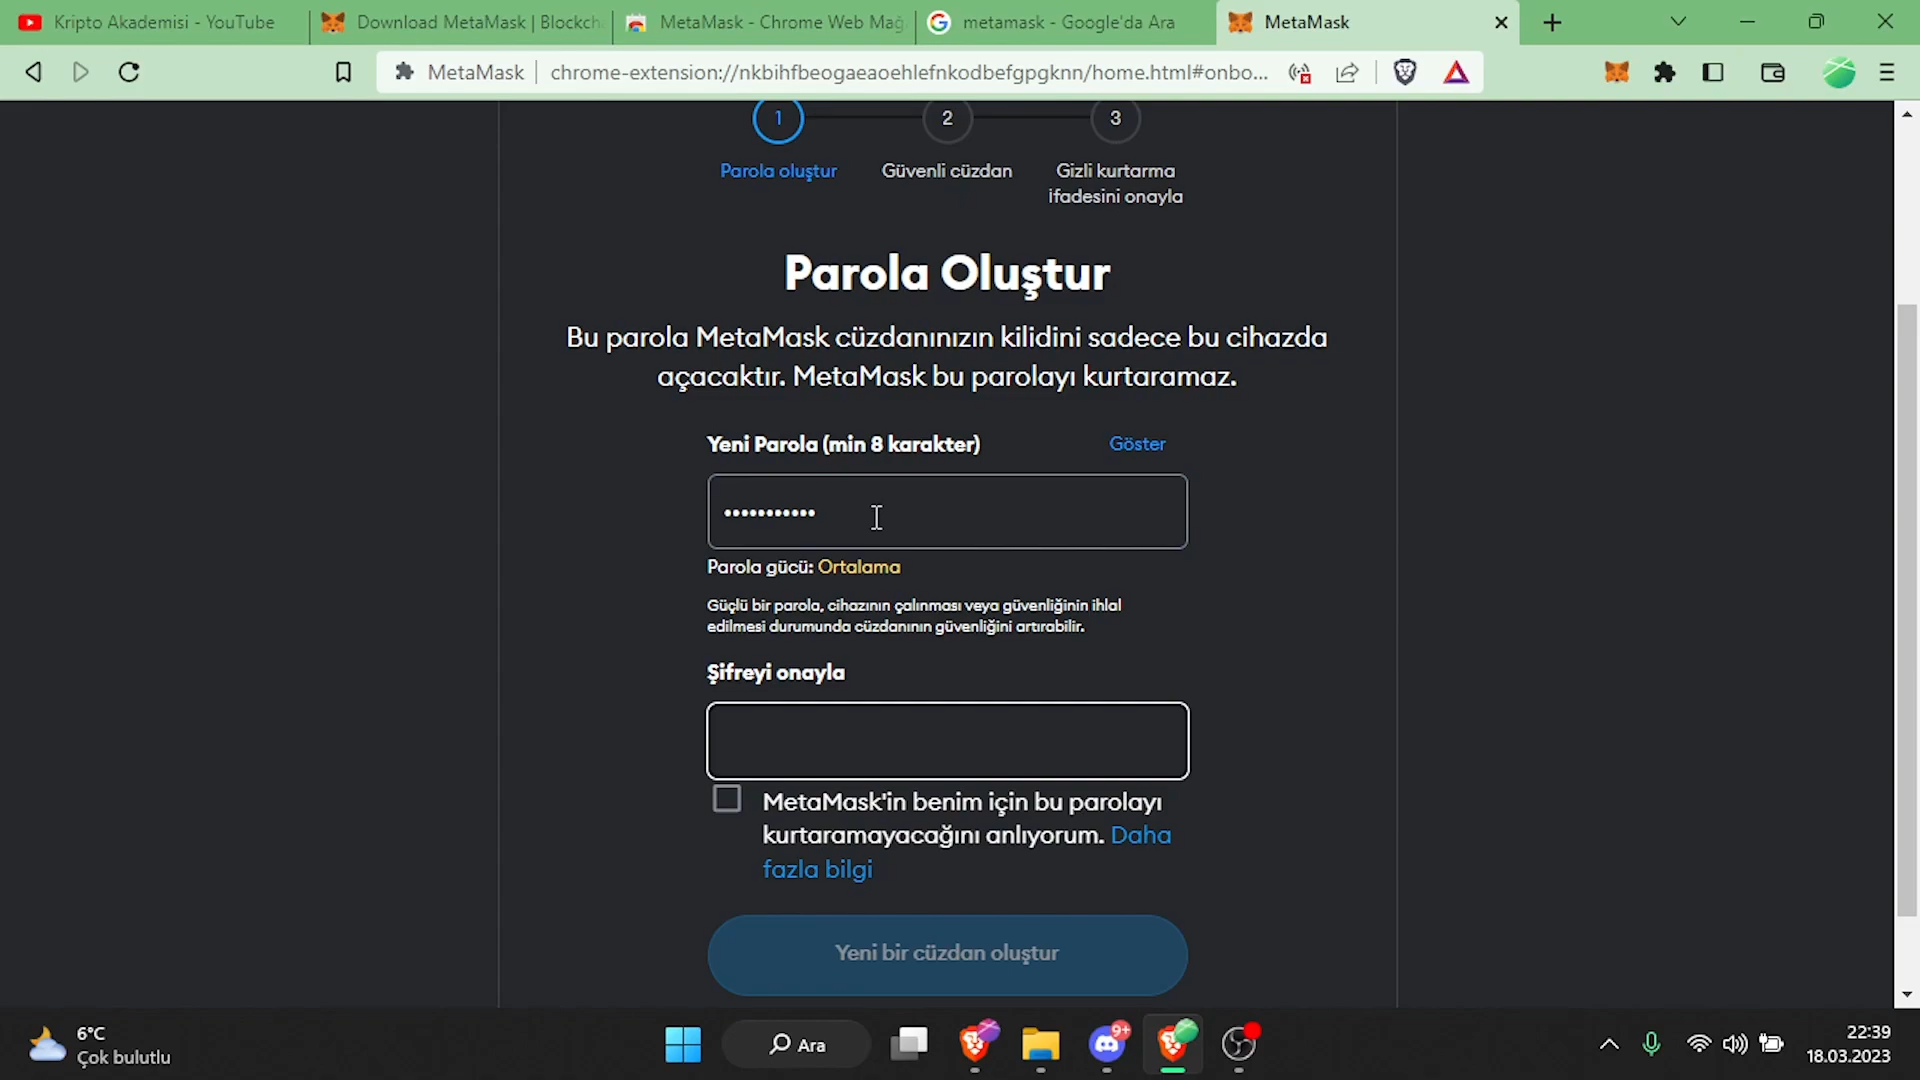 Kripto Akademisi - YouTube
Download MetaMask | Blockch
MetaMask - Chrome Web Mağ
metamask - Google'da Ara
MetaMask
MetaMask
chrome-extension://nkbihfbeogaeaoehlefnkodbefgpgknn/home.html#onbo...
1
2
3
Parola oluştur
Güvenli cüzdan
Gizli kurtarma
İfadesini onayla
Parola Oluştur
Bu parola MetaMask cüzdanınızın kilidini sadece bu cihazda
açacaktır. MetaMask bu parolayı kurtaramaz.
Yeni Parola (min 8 karakter)
Göster
•••••••••••
Parola gücü: Ortalama
Güçlü bir parola, cihazının çalınması veya güvenliğinin ihlal
edilmesi durumunda cüzdanının güvenliğini artırabilir.
Şifreyi onayla
MetaMask'in benim için bu parolayı
kurtaramayacağını anlıyorum. Daha
fazla bilgi
Yeni bir cüzdan oluştur
6°C
Çok bulutlu
Ara
9+
22:39
18.03.2023